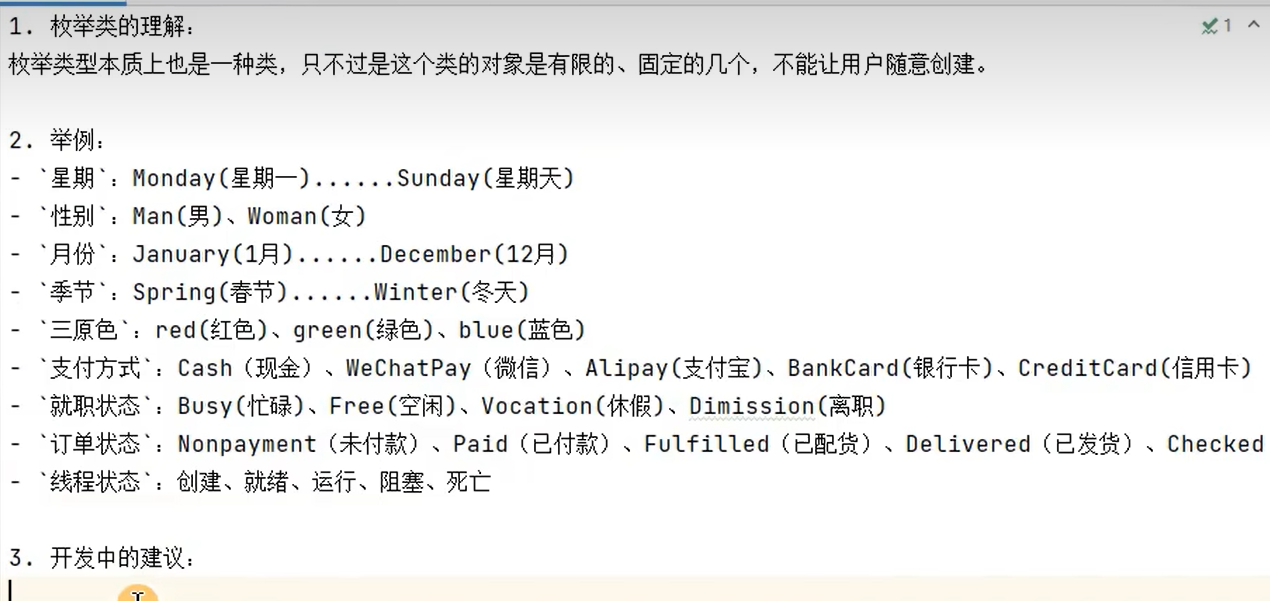 1. 枚举类的理解：
枚举类型本质上也是一种类，只不过是这个类的对象是有限的、固定的几个，不能让用户随意创建。
2. 举例：
- `星期`：Monday(星期一)......Sunday(星期天)
- `性别`：Man(男)、Woman(女)
- `月份`：January(1月)......December(12月)
- `季节`：Spring(春节)......Winter(冬天)
- `三原色`：red(红色)、green(绿色)、blue(蓝色)
- `支付方式`：Cash（现金）、WeChatPay（微信）、Alipay(支付宝)、BankCard(银行卡)、CreditCard(信用卡)
- `就职状态`：Busy(忙碌)、Free(空闲)、Vocation(休假)、Dimission(离职)
- `订单状态`：Nonpayment（未付款）、Paid（已付款）、Fulfilled（已配货）、Delivered（已发货）、Checked
- `线程状态`：创建、就绪、运行、阻塞、死亡
3. 开发中的建议：
1